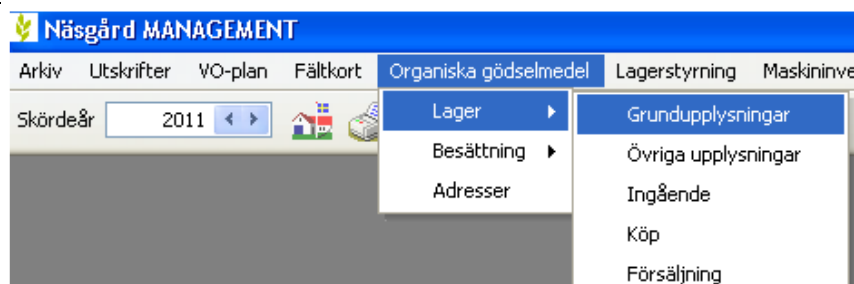 Näsgård MANAGEMENT
Arkiv Utskrifter VO-plan Fältkort Organiska gödselmedel Lagerstyrning Maskininve
Skördeår 2011
Lager
Besättning
Adresser
Grundupplysningar
Övriga upplysningar
Ingående
Köp
Försäljning